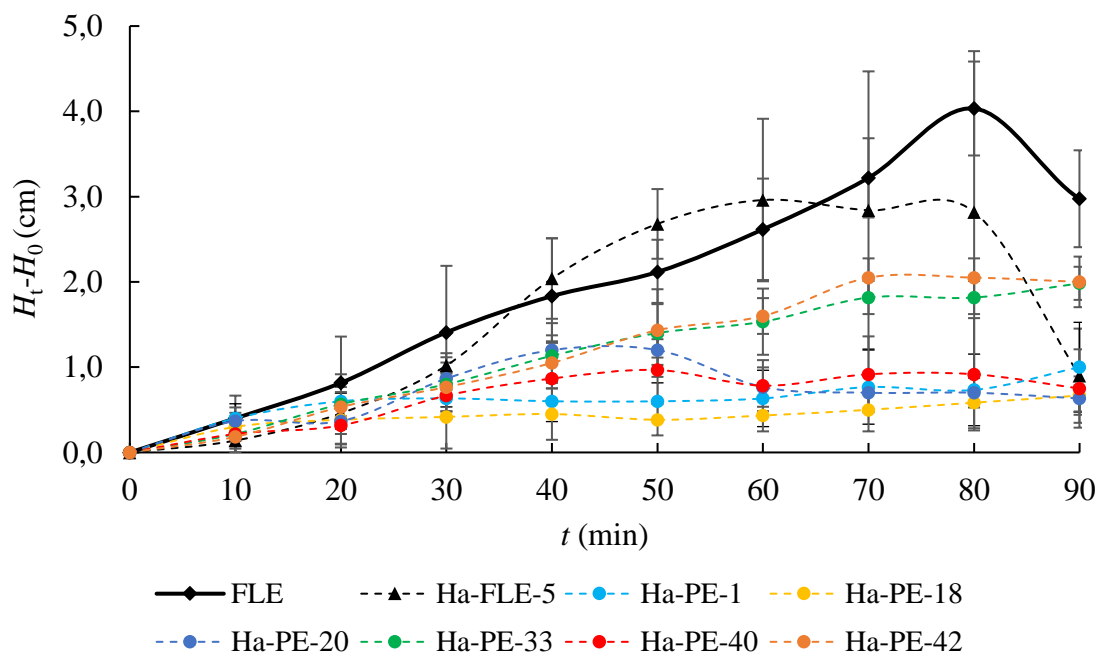 5,0
4,0
3,0
2,0
1,0
0,0
Ht-H0 (cm)
0 10 20 30 40 50 60 70 80 90
t (min)
FLE Ha-FLE-5 Ha-PE-1 Ha-PE-18
Ha-PE-20 Ha-PE-33 Ha-PE-40 Ha-PE-42